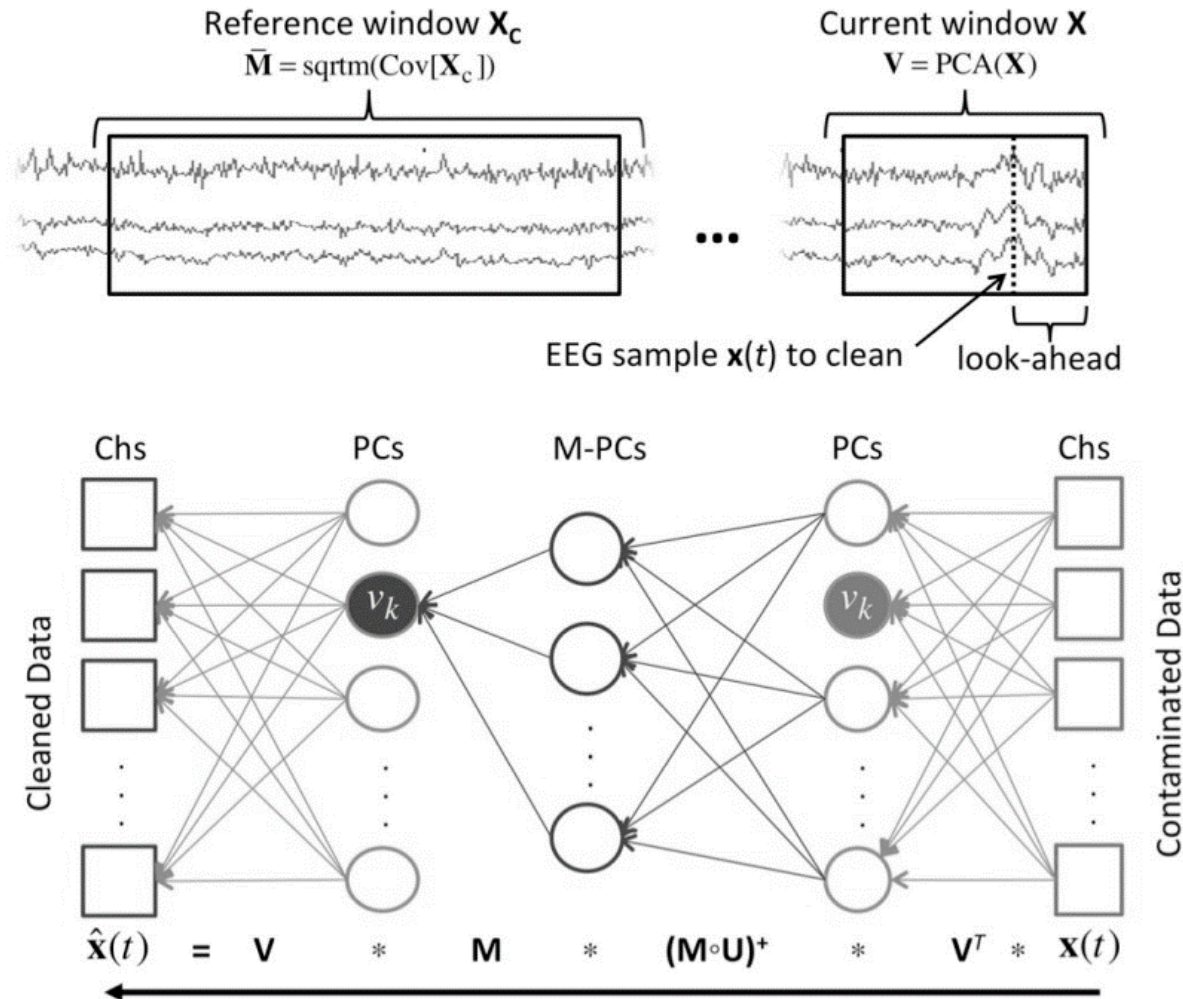 Reference window X_C
M̄ = sqrtm(Cov[X_c])
Current window X
V = PCA(X)
...
EEG sample x(t) to clean
look-ahead
Chs PCs M-PCs PCs Chs
v_k v_k
Cleaned Data
Contaminated Data
x̂(t) = V * M * (M∘U)⁺ * Vᵀ * x(t)